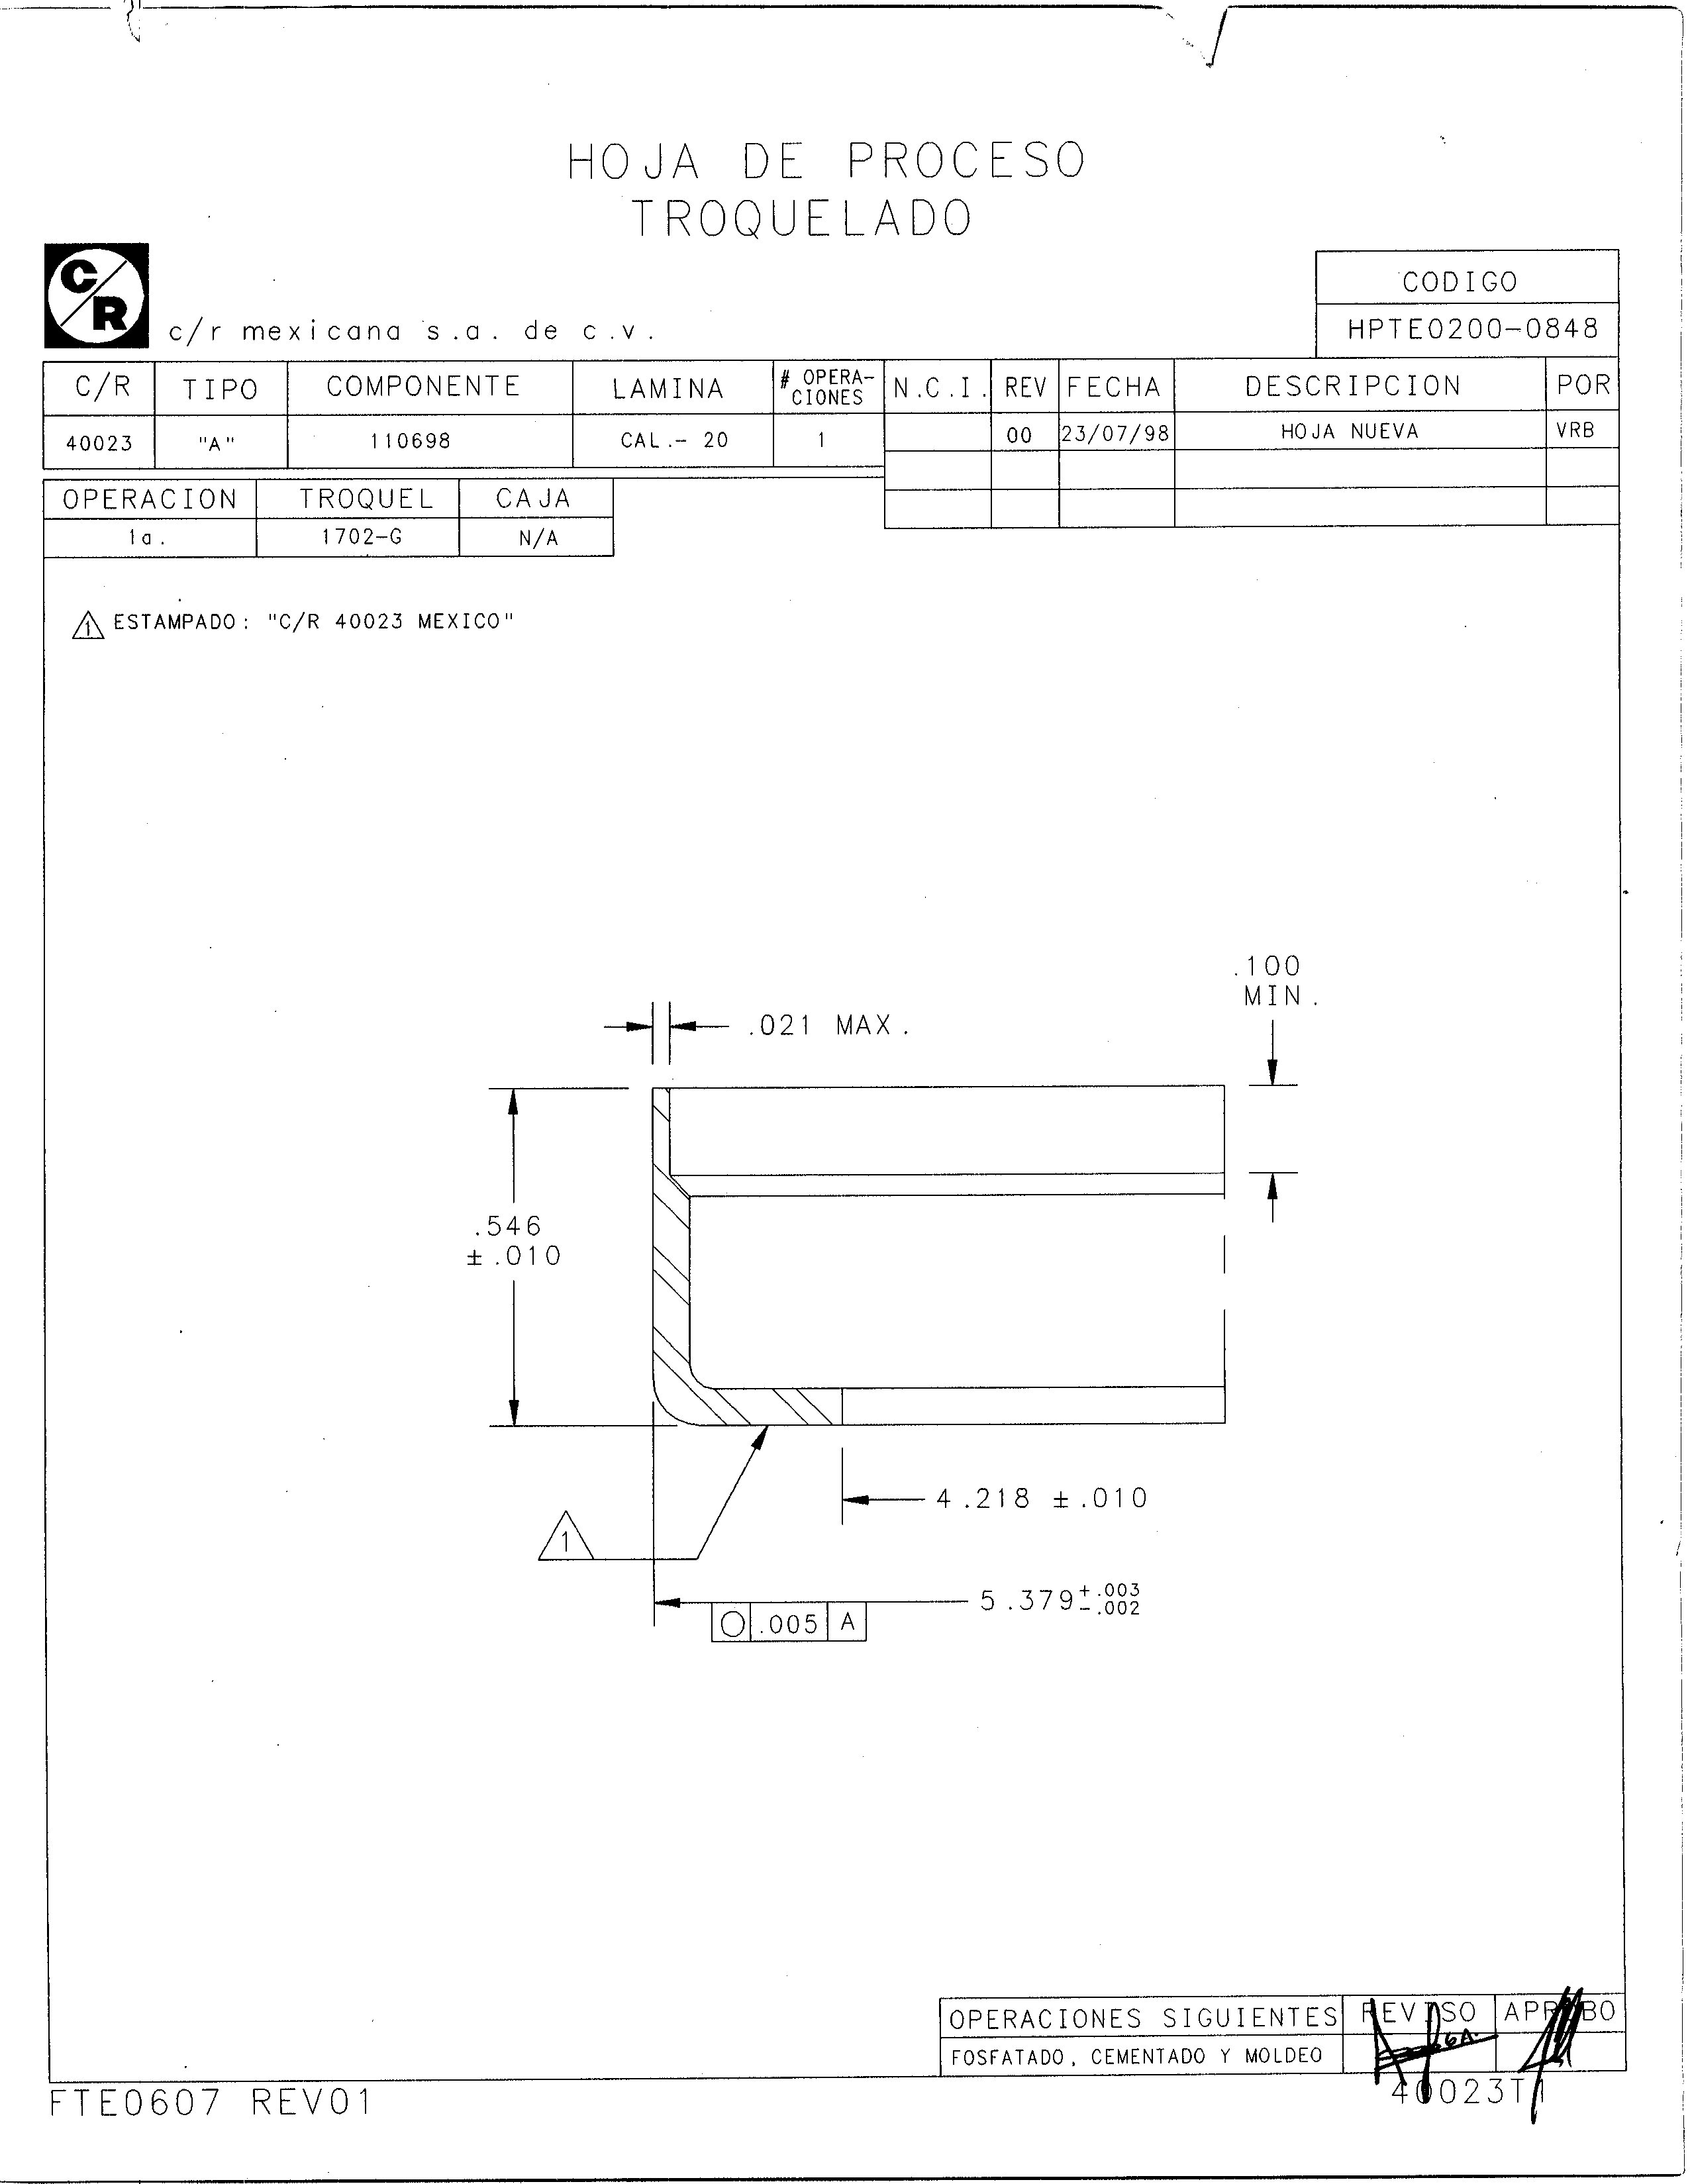 HOJA DE PROCESO
TROQUELADO
C/R
c/r mexicana s.a. de c.v.
CODIGO
HPTE0200-0848
C/R TIPO COMPONENTE LAMINA # OPERA-CIONES N.C.I. REV FECHA DESCRIPCION POR
40023 "A" 110698 CAL.- 20 1 00 23/07/98 HOJA NUEVA VRB
OPERACION TROQUEL CAJA
1a. 1702-G N/A
1 ESTAMPADO: "C/R 40023 MEXICO"
.100
MIN.
.021 MAX.
.546
±.010
4.218 ±.010
1
5.379 +.003
-.002
○ .005 A
OPERACIONES SIGUIENTES REVISO APROBO
FOSFATADO, CEMENTADO Y MOLDEO
FTE0607 REV01
40023T1